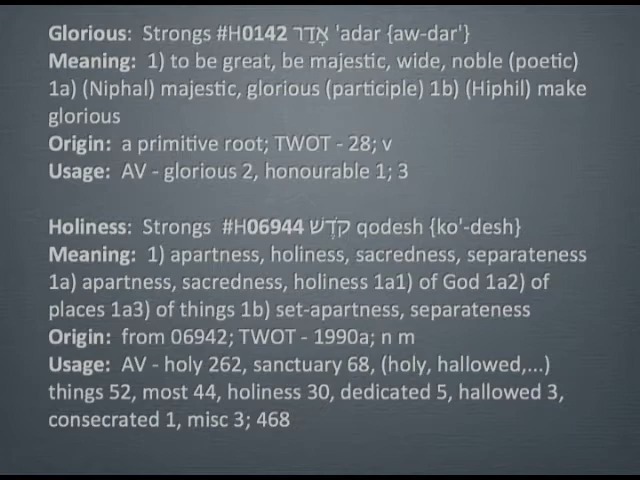 Glorious: Strongs #H0142 אָדַר 'adar {aw-dar'}
Meaning: 1) to be great, be majestic, wide, noble (poetic)
1a) (Niphal) majestic, glorious (participle) 1b) (Hiphil) make
glorious
Origin: a primitive root; TWOT - 28; v
Usage: AV - glorious 2, honourable 1; 3
Holiness: Strongs #H06944 קֹדֶשׁ qodesh {ko'-desh}
Meaning: 1) apartness, holiness, sacredness, separateness
1a) apartness, sacredness, holiness 1a1) of God 1a2) of
places 1a3) of things 1b) set-apartness, separateness
Origin: from 06942; TWOT - 1990a; n m
Usage: AV - holy 262, sanctuary 68, (holy, hallowed,...)
things 52, most 44, holiness 30, dedicated 5, hallowed 3,
consecrated 1, misc 3; 468